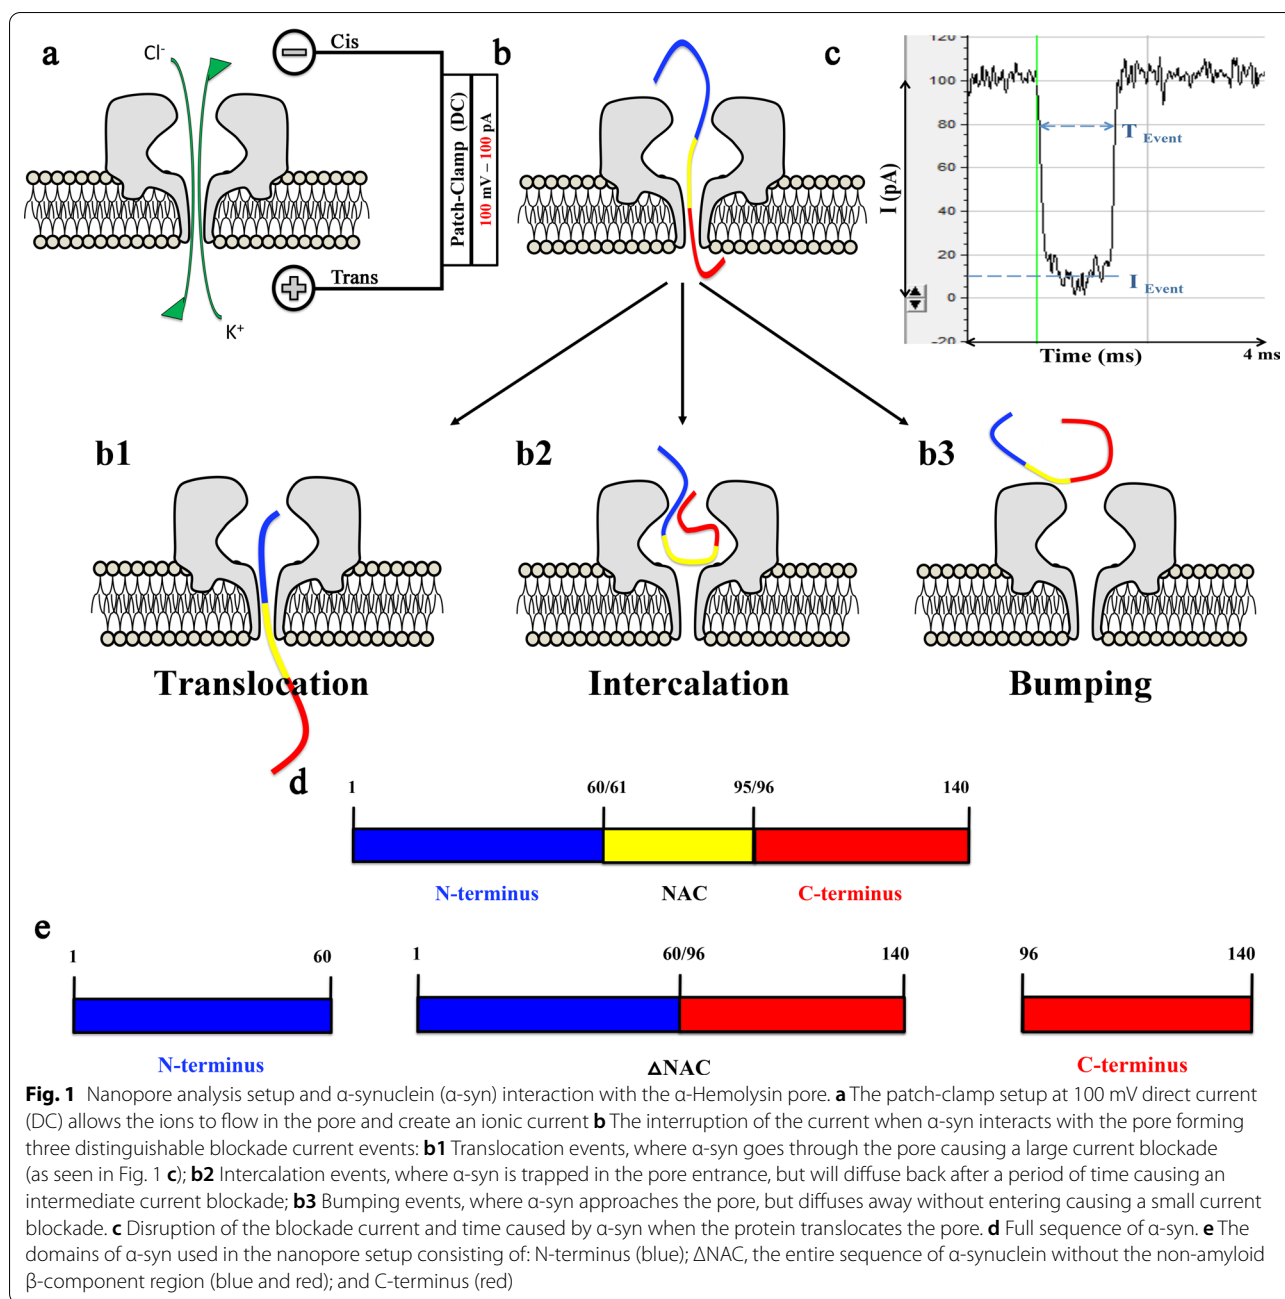 a
Cl-
Cis
Patch-Clamp (DC)
100 mV – 100 pA
Trans
K+
b
c
120
100
80
60
40
20
0
-20
I (pA)
T Event
I Event
Time (ms)
4 ms
b1
Translocation
b2
Intercalation
b3
Bumping
d
1
60/61
95/96
140
N-terminus
NAC
C-terminus
e
1
60
N-terminus
1
60/96
140
ΔNAC
96
140
C-terminus
Fig. 1 Nanopore analysis setup and α-synuclein (α-syn) interaction with the α-Hemolysin pore. a The patch-clamp setup at 100 mV direct current
(DC) allows the ions to flow in the pore and create an ionic current b The interruption of the current when α-syn interacts with the pore forming
three distinguishable blockade current events: b1 Translocation events, where α-syn goes through the pore causing a large current blockade
(as seen in Fig. 1 c); b2 Intercalation events, where α-syn is trapped in the pore entrance, but will diffuse back after a period of time causing an
intermediate current blockade; b3 Bumping events, where α-syn approaches the pore, but diffuses away without entering causing a small current
blockade. c Disruption of the blockade current and time caused by α-syn when the protein translocates the pore. d Full sequence of α-syn. e The
domains of α-syn used in the nanopore setup consisting of: N-terminus (blue); ΔNAC, the entire sequence of α-synuclein without the non-amyloid
β-component region (blue and red); and C-terminus (red)